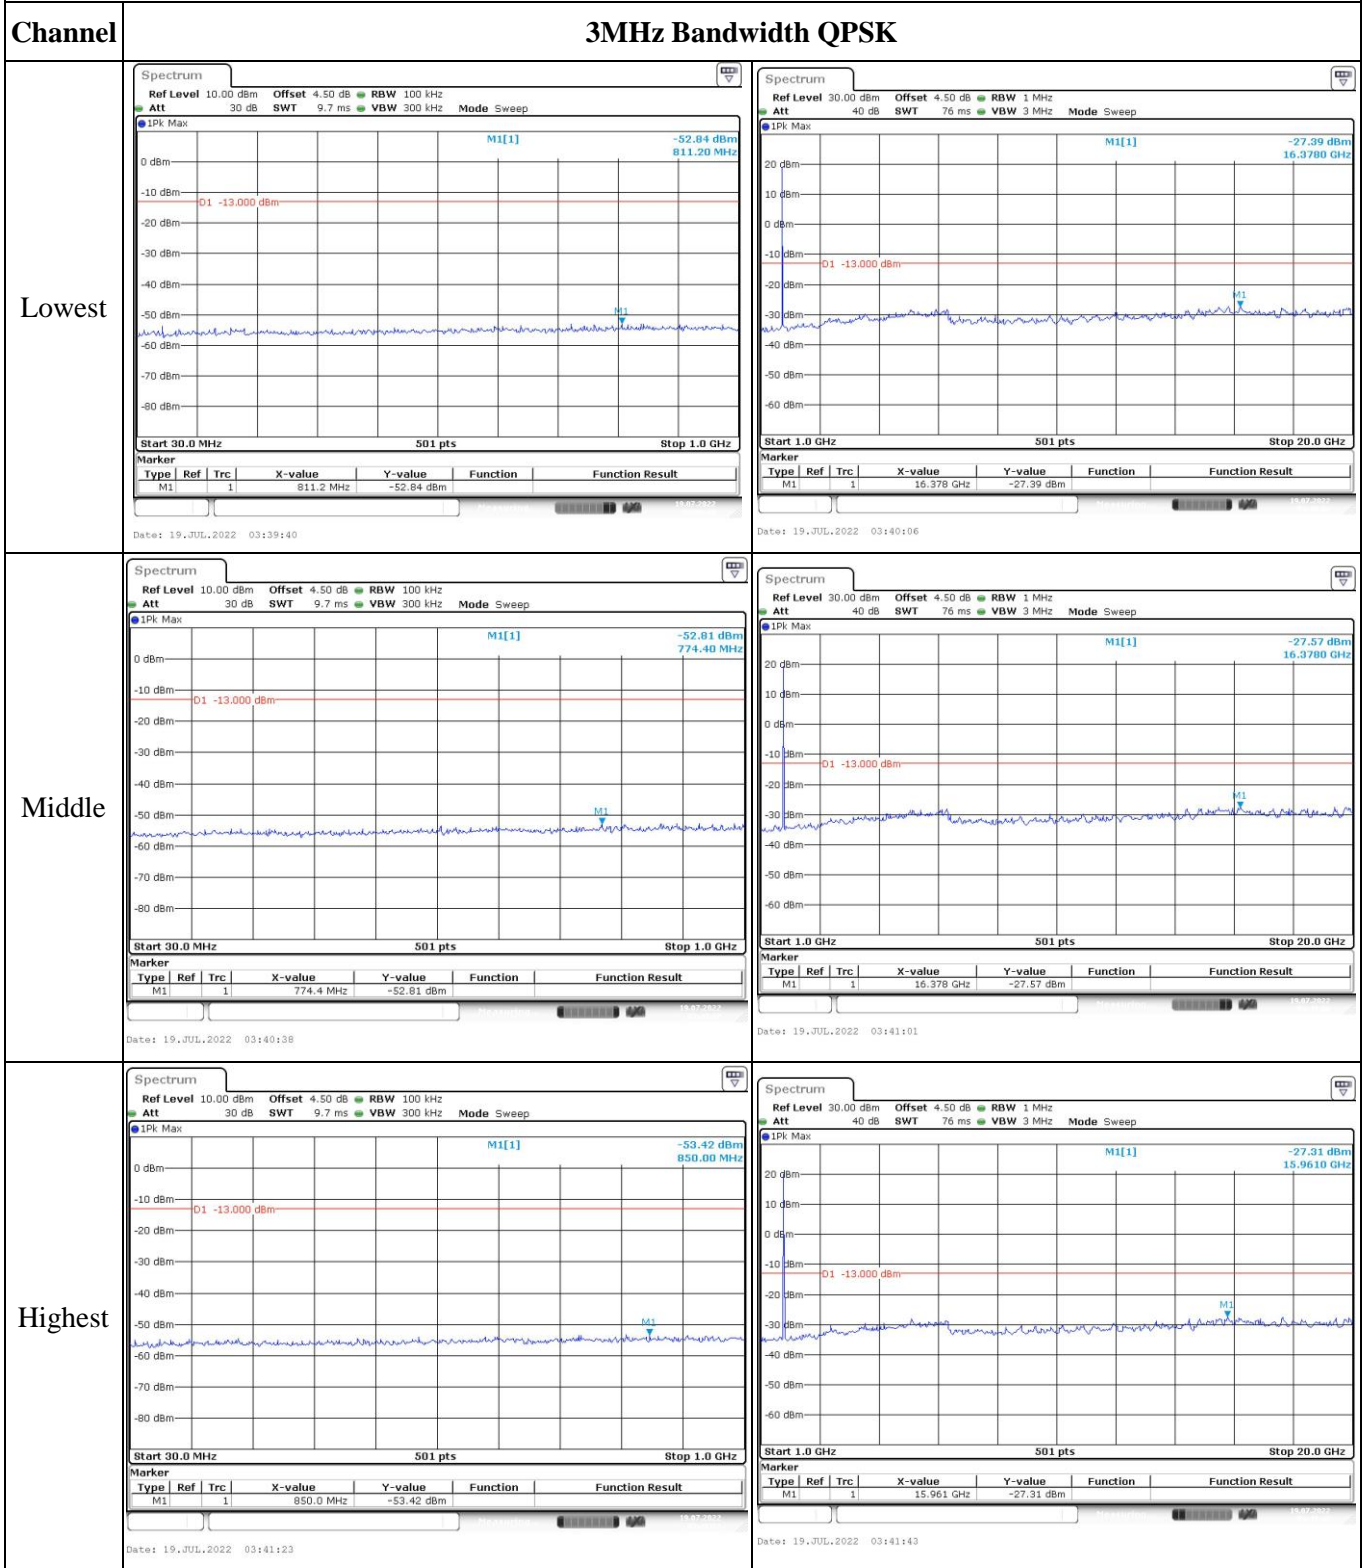 Channel 3MHz Bandwidth QPSK
Lowest
Spectrum
Ref Level 10.00 dBm Offset 4.50 dB RBW 100 kHz
Att 30 dB SWT 9.7 ms VBW 300 kHz Mode Sweep
1Pk Max
M1[1] -52.84 dBm
811.20 MHz
0 dBm
-10 dBm
D1 -13.000 dBm
-20 dBm
-30 dBm
-40 dBm
-50 dBm
M1
-60 dBm
-70 dBm
-80 dBm
Start 30.0 MHz 501 pts Stop 1.0 GHz
Marker
Type Ref Trc X-value Y-value Function Function Result
M1 1 811.2 MHz -52.84 dBm
19.07.2022
Date: 19.JUL.2022 03:39:40
Spectrum
Ref Level 30.00 dBm Offset 4.50 dB RBW 1 MHz
Att 40 dB SWT 76 ms VBW 3 MHz Mode Sweep
1Pk Max
M1[1] -27.39 dBm
16.3780 GHz
20 dBm
10 dBm
0 dBm
-10 dBm
D1 -13.000 dBm
-20 dBm
M1
-30 dBm
-40 dBm
-50 dBm
-60 dBm
Start 1.0 GHz 501 pts Stop 20.0 GHz
Marker
Type Ref Trc X-value Y-value Function Function Result
M1 1 16.378 GHz -27.39 dBm
19.07.2022
Date: 19.JUL.2022 03:40:06
Middle
Spectrum
Ref Level 10.00 dBm Offset 4.50 dB RBW 100 kHz
Att 30 dB SWT 9.7 ms VBW 300 kHz Mode Sweep
1Pk Max
M1[1] -52.81 dBm
774.40 MHz
0 dBm
-10 dBm
D1 -13.000 dBm
-20 dBm
-30 dBm
-40 dBm
-50 dBm
M1
-60 dBm
-70 dBm
-80 dBm
Start 30.0 MHz 501 pts Stop 1.0 GHz
Marker
Type Ref Trc X-value Y-value Function Function Result
M1 1 774.4 MHz -52.81 dBm
19.07.2022
Date: 19.JUL.2022 03:40:38
Spectrum
Ref Level 30.00 dBm Offset 4.50 dB RBW 1 MHz
Att 40 dB SWT 76 ms VBW 3 MHz Mode Sweep
1Pk Max
M1[1] -27.57 dBm
16.3780 GHz
20 dBm
10 dBm
0 dBm
-10 dBm
D1 -13.000 dBm
-20 dBm
M1
-30 dBm
-40 dBm
-50 dBm
-60 dBm
Start 1.0 GHz 501 pts Stop 20.0 GHz
Marker
Type Ref Trc X-value Y-value Function Function Result
M1 1 16.378 GHz -27.57 dBm
19.07.2022
Date: 19.JUL.2022 03:41:01
Highest
Spectrum
Ref Level 10.00 dBm Offset 4.50 dB RBW 100 kHz
Att 30 dB SWT 9.7 ms VBW 300 kHz Mode Sweep
1Pk Max
M1[1] -53.42 dBm
850.00 MHz
0 dBm
-10 dBm
D1 -13.000 dBm
-20 dBm
-30 dBm
-40 dBm
-50 dBm
M1
-60 dBm
-70 dBm
-80 dBm
Start 30.0 MHz 501 pts Stop 1.0 GHz
Marker
Type Ref Trc X-value Y-value Function Function Result
M1 1 850.0 MHz -53.42 dBm
19.07.2022
Date: 19.JUL.2022 03:41:23
Spectrum
Ref Level 30.00 dBm Offset 4.50 dB RBW 1 MHz
Att 40 dB SWT 76 ms VBW 3 MHz Mode Sweep
1Pk Max
M1[1] -27.31 dBm
15.9610 GHz
20 dBm
10 dBm
0 dBm
-10 dBm
D1 -13.000 dBm
-20 dBm
M1
-30 dBm
-40 dBm
-50 dBm
-60 dBm
Start 1.0 GHz 501 pts Stop 20.0 GHz
Marker
Type Ref Trc X-value Y-value Function Function Result
M1 1 15.961 GHz -27.31 dBm
Date: 19.JUL.2022 03:41:43